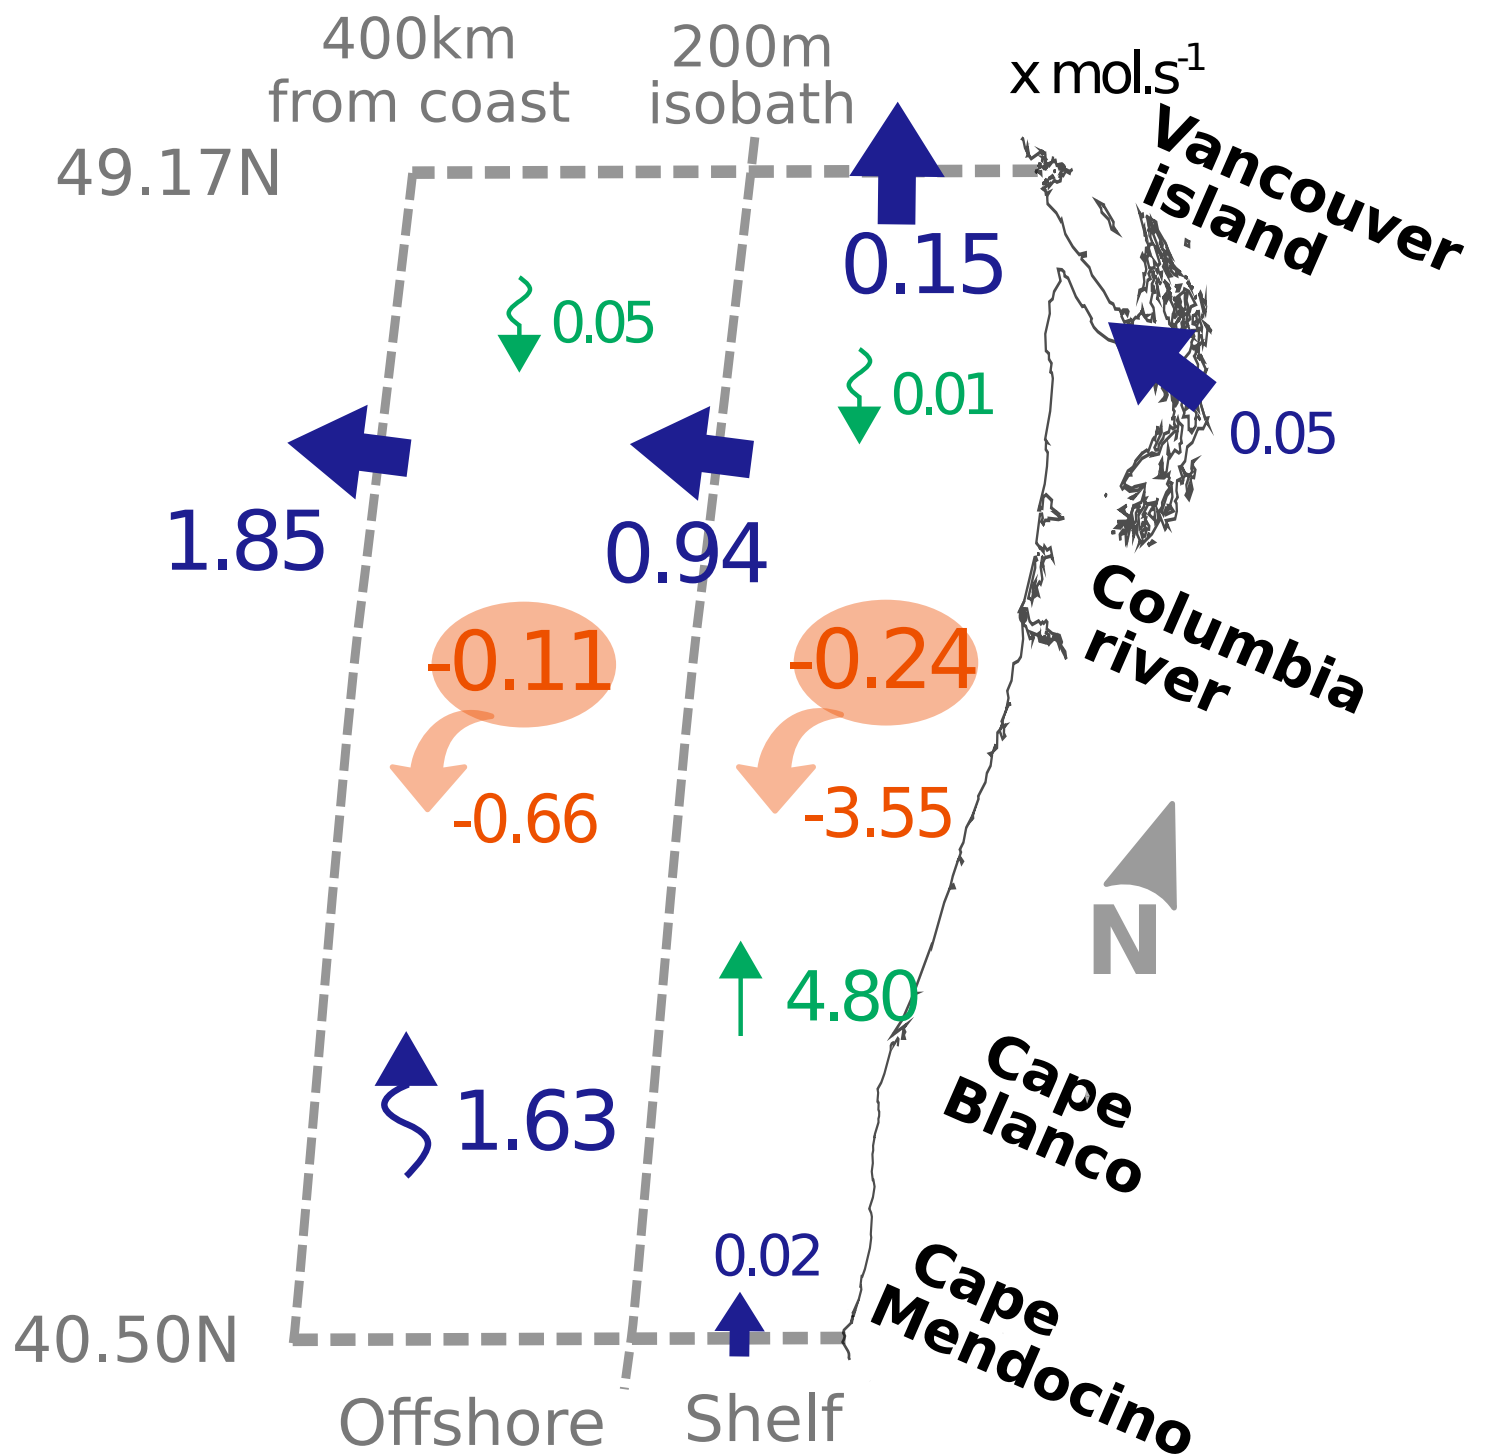 400km
from coast
200m
isobath
x mol.s-1
49.17N
Vancouver
island
0.15
0.05
0.01
0.05
1.85
0.94
Columbia
river
-0.11
-0.24
-0.66
-3.55
N
4.80
Cape
Blanco
1.63
0.02
Cape
Mendocino
40.50N
Offshore
Shelf